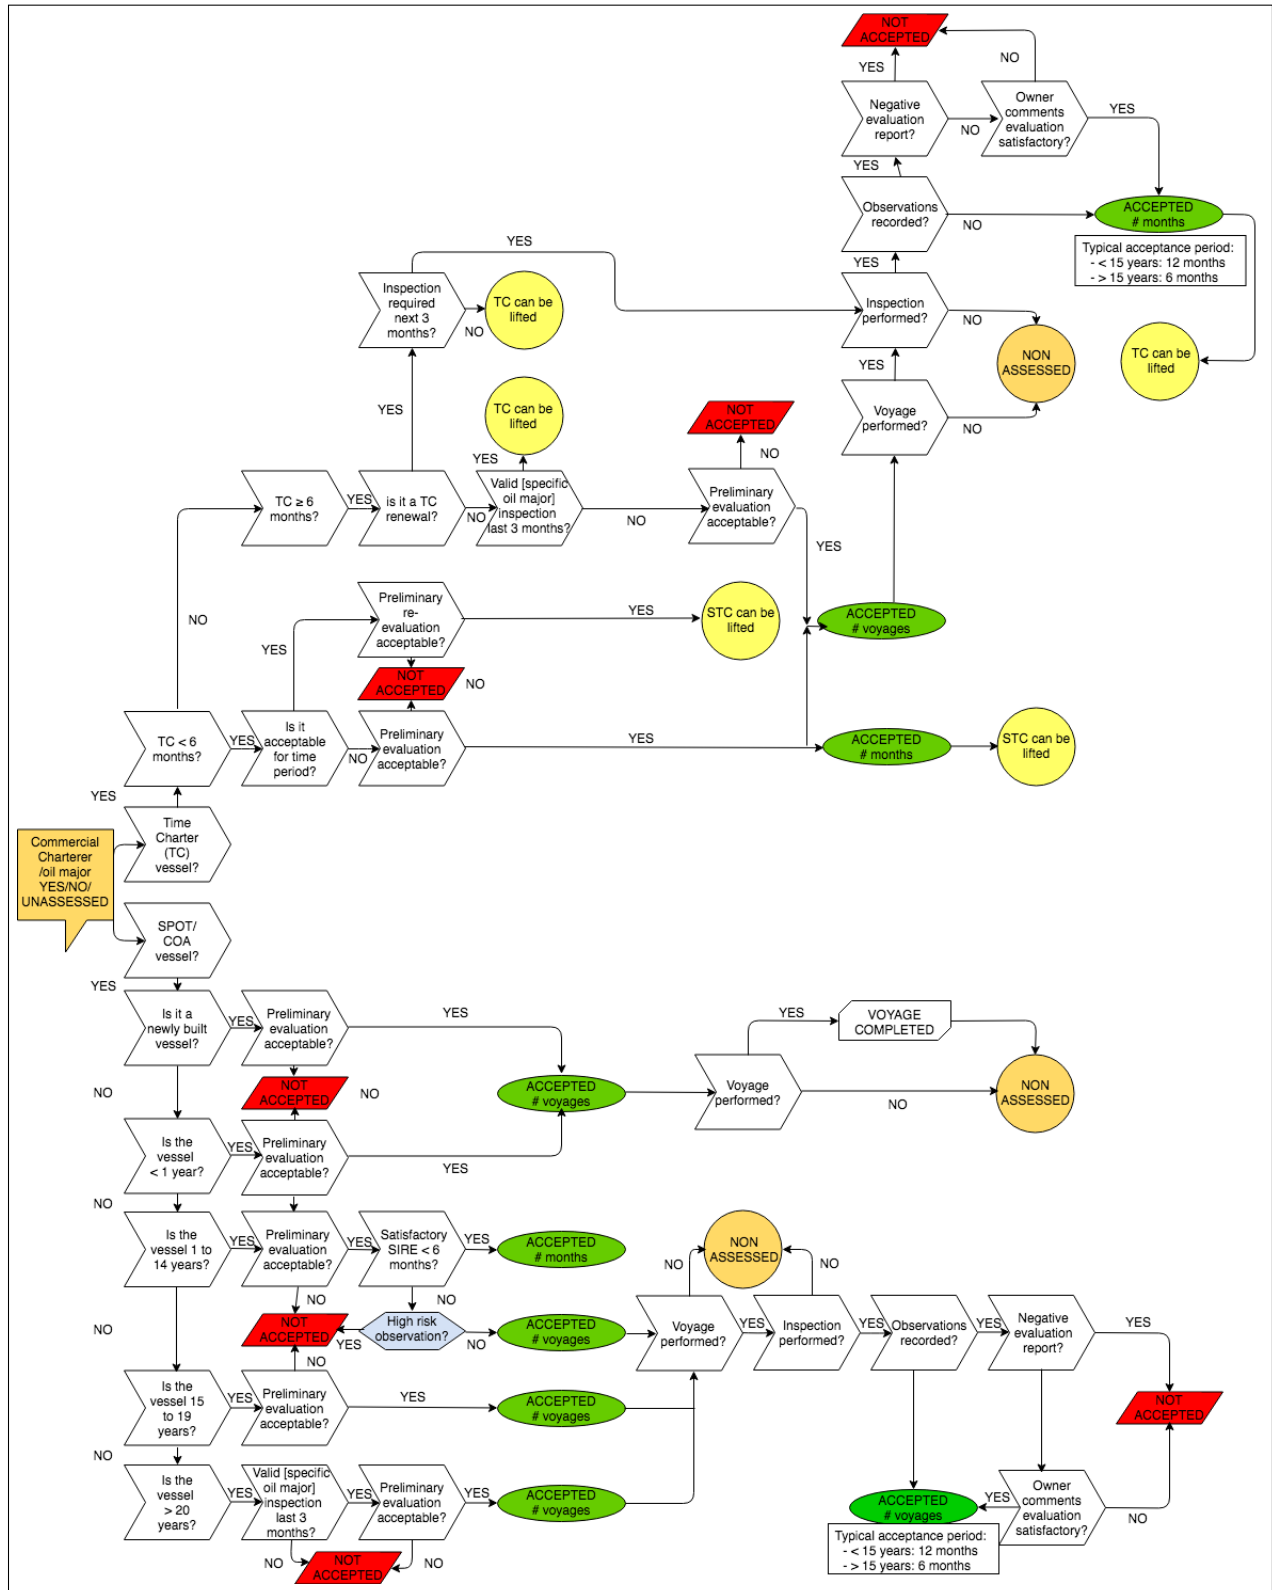 NOT
ACCEPTED
NO
YES
Negative
evaluation
report?
NO
Owner
comments
evaluation
satisfactory?
YES
YES
Observations
recorded?
NO
ACCEPTED
# months
Typical acceptance period:
- < 15 years: 12 months
- > 15 years: 6 months
YES
YES
Inspection
required
next 3
months?
NO
TC can be
lifted
Inspection
performed?
NO
NON
ASSESSED
TC can be
lifted
YES
YES
TC can be
lifted
NOT
ACCEPTED
Voyage
performed?
NO
YES
NO
TC ≥ 6
months?
YES
is it a TC
renewal?
NO
Valid [specific
oil major]
inspection
last 3 months?
NO
Preliminary
evaluation
acceptable?
YES
NO
Preliminary
re-
evaluation
acceptable?
YES
STC can be
lifted
ACCEPTED
# voyages
YES
NOT
ACCEPTED
NO
TC < 6
months?
YES
Is it
acceptable
for time
period?
NO
Preliminary
evaluation
acceptable?
YES
ACCEPTED
# months
STC can be
lifted
YES
Time
Charter
(TC)
vessel?
Commercial
Charterer
/oil major
YES/NO/
UNASSESSED
SPOT/
COA
vessel?
YES
Is it a
newly built
vessel?
YES
Preliminary
evaluation
acceptable?
YES
YES
VOYAGE
COMPLETED
NO
NOT
ACCEPTED
NO
ACCEPTED
# voyages
Voyage
performed?
NO
NON
ASSESSED
Is the
vessel
< 1 year?
YES
Preliminary
evaluation
acceptable?
YES
NO
Is the
vessel 1 to
14 years?
YES
Preliminary
evaluation
acceptable?
YES
Satisfactory
SIRE < 6
months?
YES
ACCEPTED
# months
NON
ASSESSED
NO
NO
NO
NO
NO
NOT
ACCEPTED
YES
High risk
observation?
NO
ACCEPTED
# voyages
Voyage
performed?
YES
Inspection
performed?
YES
Observations
recorded?
YES
Negative
evaluation
report?
YES
NO
Is the
vessel 15
to 19
years?
YES
Preliminary
evaluation
acceptable?
YES
ACCEPTED
# voyages
NOT
ACCEPTED
NO
Is the
vessel
> 20
years?
YES
Valid [specific
oil major]
inspection
last 3
months?
YES
Preliminary
evaluation
acceptable?
YES
ACCEPTED
# voyages
ACCEPTED
# voyages
YES
Owner
comments
evaluation
satisfactory?
NO
Typical acceptance period:
- < 15 years: 12 months
- > 15 years: 6 months
NO
NOT
ACCEPTED
NO